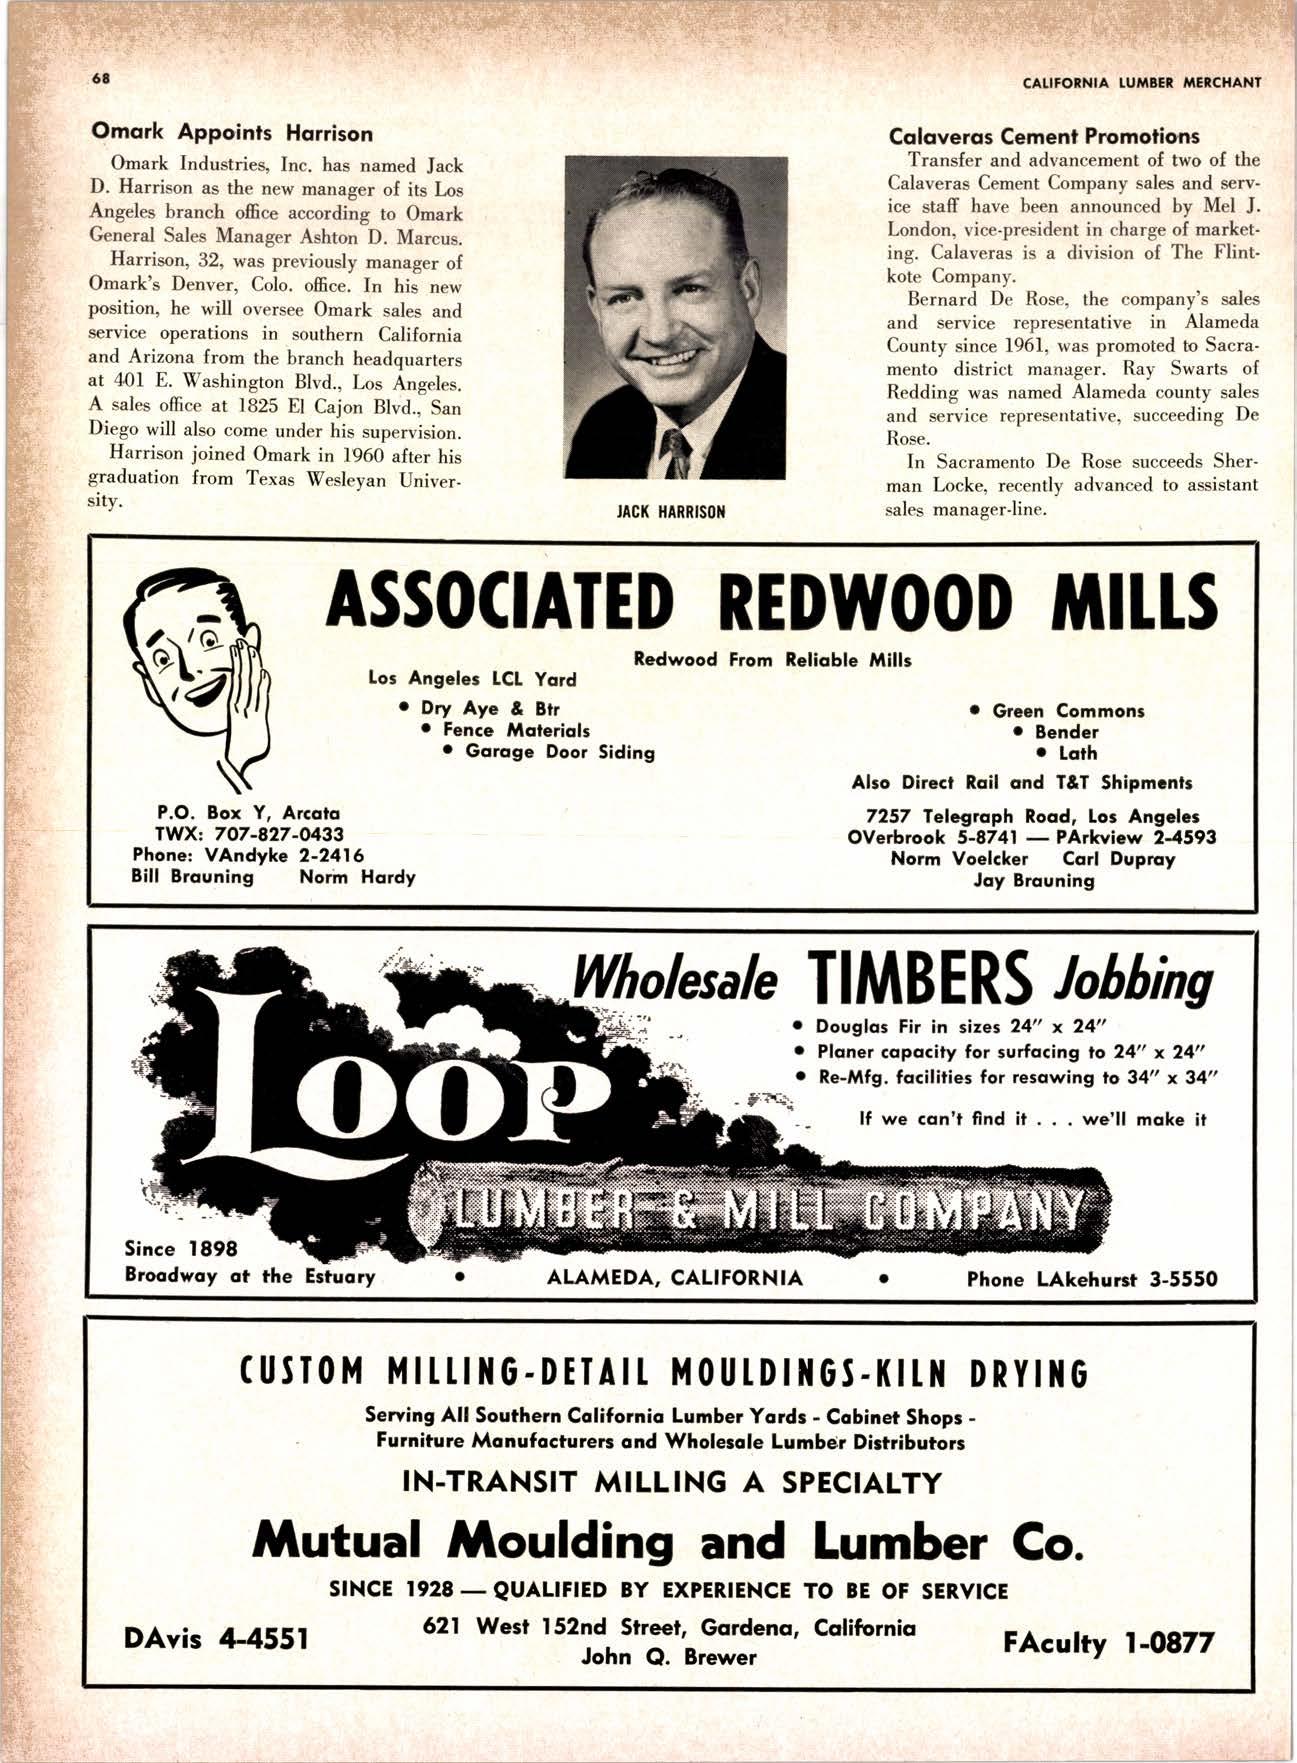 68
CALIFORNIA LUMBER MERCHANT
Omark Appoints Harrison
Omark Industries, Inc. has named Jack
D. Harrison as the new manager of its Los
Angeles branch office according to Omark
General Sales Manager Ashton D. Marcus.
Harrison, 32, was previously manager of
Omark's Denver, Colo. office. In his new
position, he will oversee Omark sales and
service operations in southern California
and Arizona from the branch headquarters
at 401 E. Washington Blvd., Los Angeles.
A sales office at 1825 El Cajon Blvd., San
Diego will also come under his supervision.
Harrison joined Omark in 1960 after his
graduation from Texas Wesleyan Univer-
sity.
JACK HARRISON
Calaveras Cement Promotions
Transfer and advancement of two of the
Calaveras Cement Company sales and serv-
ice staff have been announced by Mel J.
London, vice-president in charge of market-
ing. Calaveras is a division of The Flint-
kote Company.
Bernard De Rose, the company's sales
and service representative in Alameda
County since 1961, was promoted to Sacra-
mento district manager. Ray Swarts of
Redding was named Alameda county sales
and service representative, succeeding De
Rose.
In Sacramento De Rose succeeds Sher-
man Locke, recently advanced to assistant
sales manager-line.
ASSOCIATED REDWOOD MILLS
Redwood From Reliable Mills
Los Angeles LCL Yard
• Dry Aye & Btr
• Fence Materials
• Garage Door Siding
• Green Commons
• Bender
• Lath
Also Direct Rail and T&T Shipments
P.O. Box Y, Arcata
TWX: 707-827-0433
Phone: VAndyke 2-2416
Bill Brauning Norm Hardy
7257 Telegraph Road, Los Angeles
OVerbrook 5-8741 — PArkview 2-4593
Norm Voelcker Carl Dupray
Jay Brauning
Wholesale TIMBERS Jobbing
• Douglas Fir in sizes 24″ x 24″
• Planer capacity for surfacing to 24″ x 24″
• Re-Mfg. facilities for resawing to 34″ x 34″
If we can't find it . . . we'll make it
LOOP
LUMBER & MILL COMPANY
Since 1898
Broadway at the Estuary • ALAMEDA, CALIFORNIA • Phone LAkehurst 3-5550
CUSTOM MILLING-DETAIL MOULDINGS-KILN DRYING
Serving All Southern California Lumber Yards - Cabinet Shops -
Furniture Manufacturers and Wholesale Lumber Distributors
IN-TRANSIT MILLING A SPECIALTY
Mutual Moulding and Lumber Co.
SINCE 1928 — QUALIFIED BY EXPERIENCE TO BE OF SERVICE
621 West 152nd Street, Gardena, California
DAvis 4-4551
John Q. Brewer
FAculty 1-0877